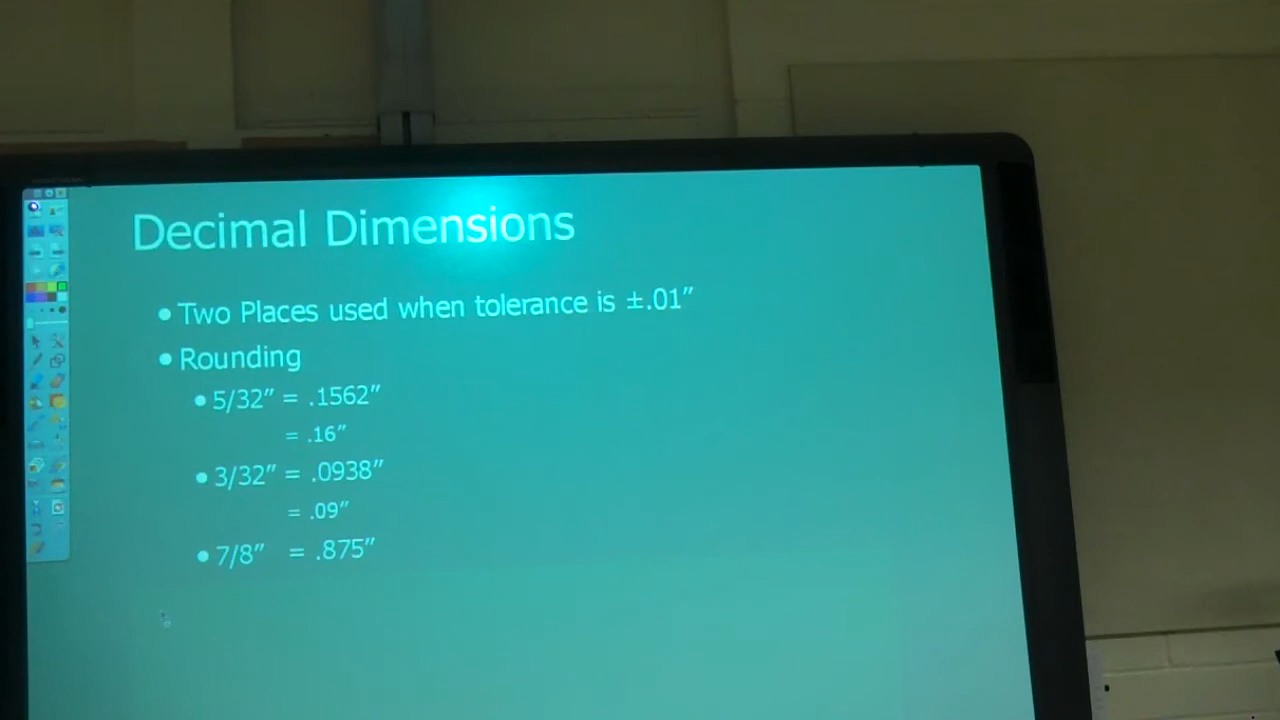 Decimal Dimensions
• Two Places used when tolerance is ±.01″
• Rounding
• 5/32″ = .1562″
= .16″
• 3/32″ = .0938″
= .09″
• 7/8″ = .875″